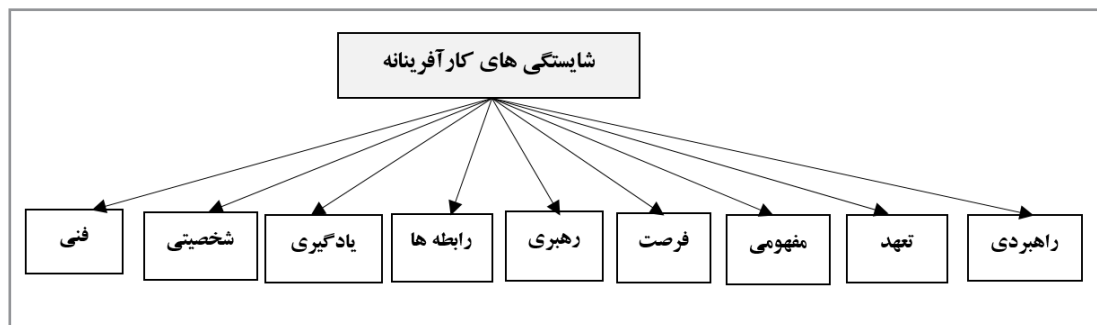 شایستگی های کارآفرینانه
راهبردی
تعهد
مفهومی
فرصت
رهبری
رابطه ها
یادگیری
شخصیتی
فنی